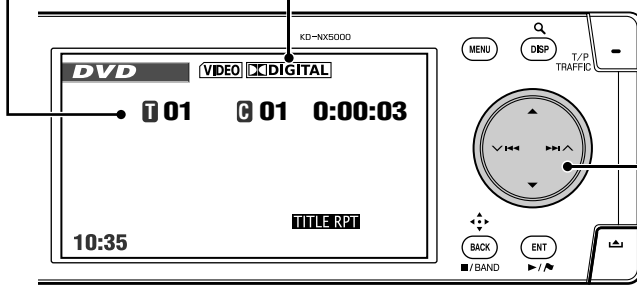 KD-NX5000
DVD VIDEO DIGITAL
T 01 C 01 0:00:03
TITLE RPT
10:35
MENU
DISP
T/P
TRAFFIC
BACK
ENT
/BAND